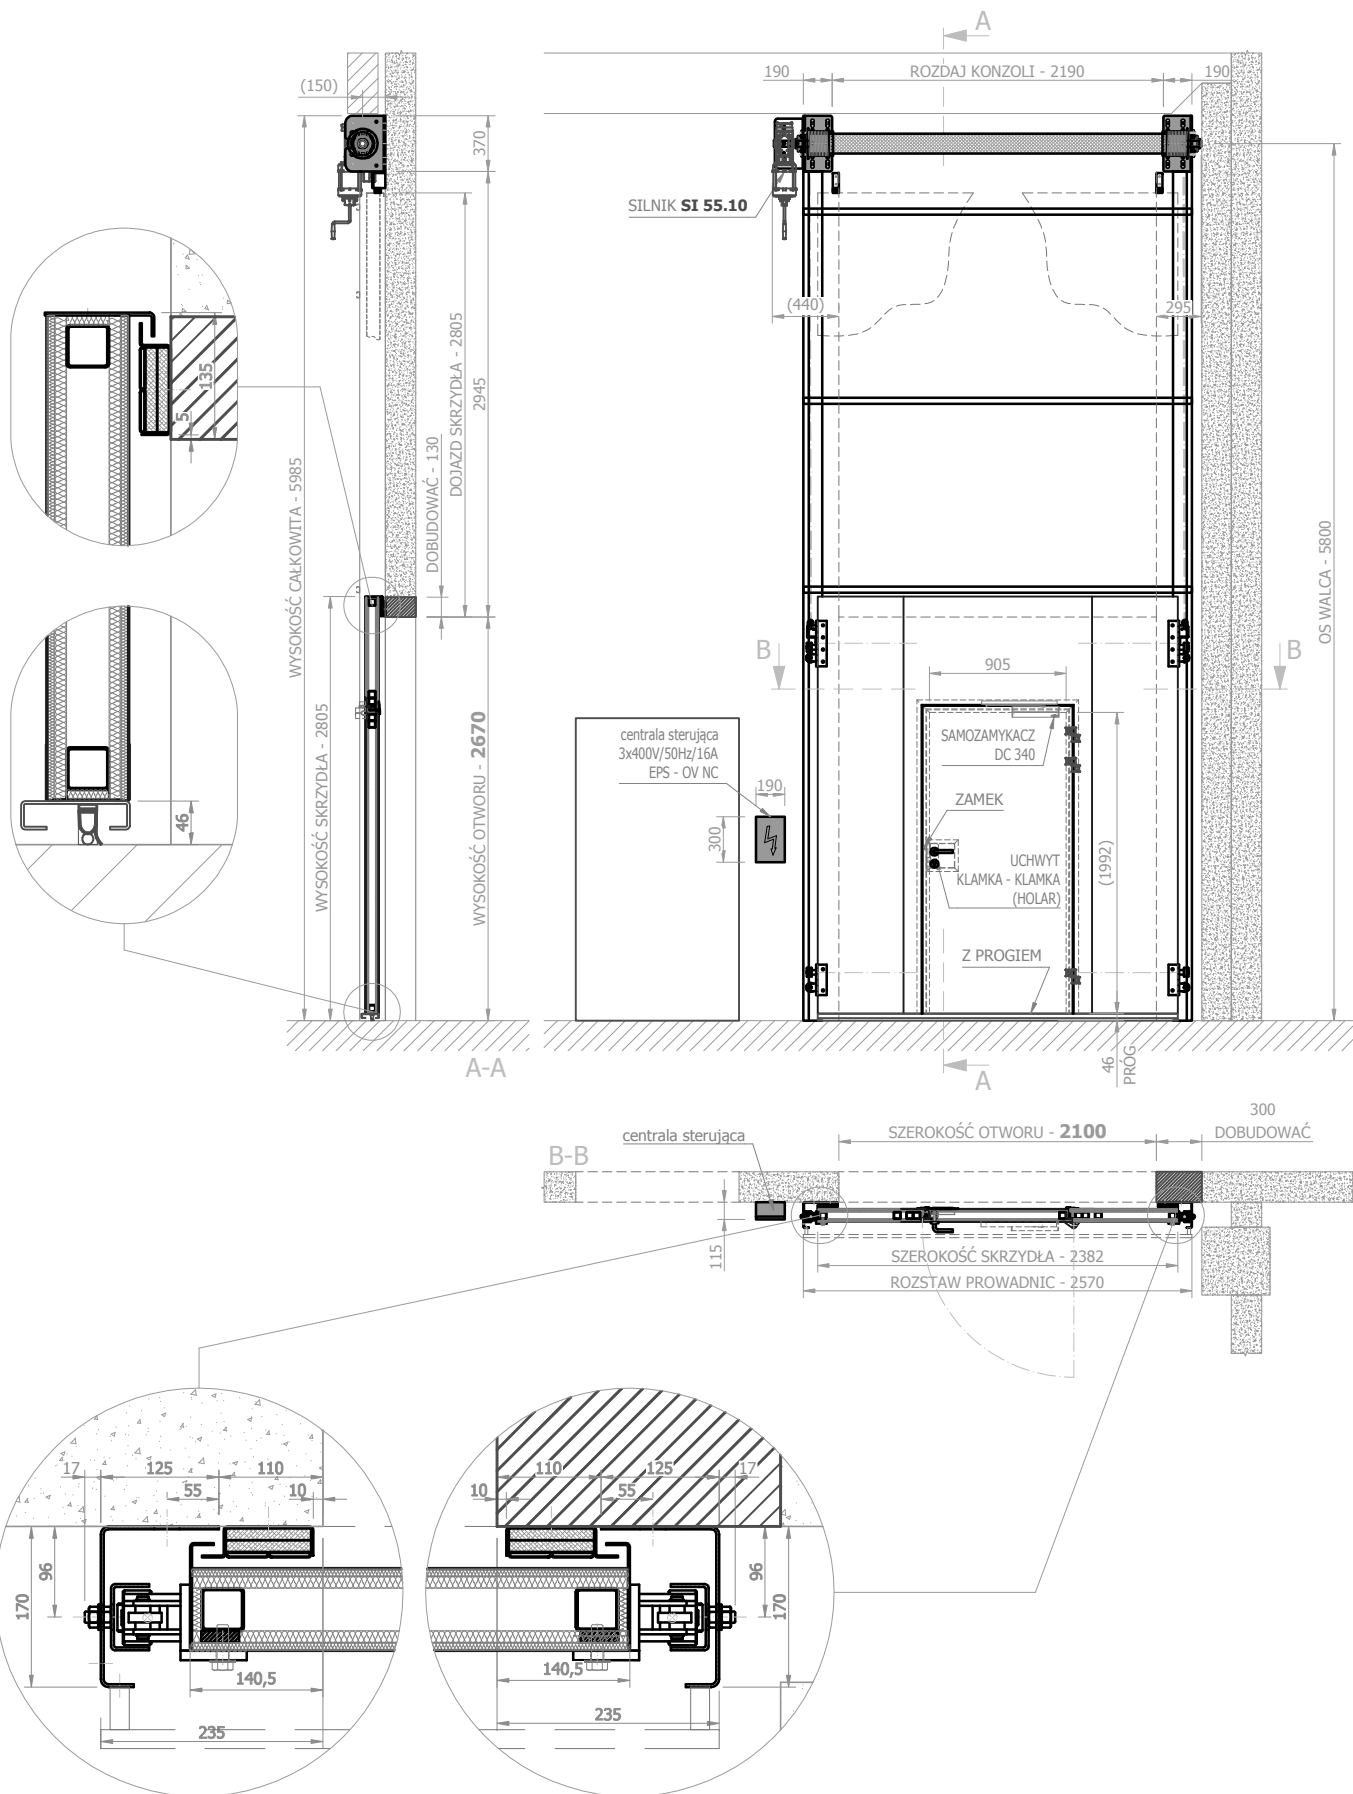 A
190
ROZDAJ KONZOLI - 2190
190
(150)
370
SILNIK SI 55.10
(440)
295
135
5
WYSOKOŚĆ CAŁKOWITA - 5985
DOBUDOWAĆ - 130
DOJAZD SKRZYDŁA - 2805
2945
OS WALCA - 5800
B
B
905
centrala sterująca
3x400V/50Hz/16A
EPS - OV NC
190
300
SAMOZAMYKACZ
DC 340
ZAMEK
UCHWYT
KLAMKA - KLAMKA
(HOLAR)
(1992)
Z PROGIEM
46
WYSOKOŚĆ SKRZYDŁA - 2805
WYSOKOŚĆ OTWORU - 2670
A-A
A
46
PRÓG
B-B
centrala sterująca
SZEROKOŚĆ OTWORU - 2100
300
DOBUDOWAĆ
115
SZEROKOŚĆ SKRZYDŁA - 2382
ROZSTAW PROWADNIC - 2570
17
125
110
55
10
96
170
140,5
235
110
125
17
10
55
96
170
140,5
235